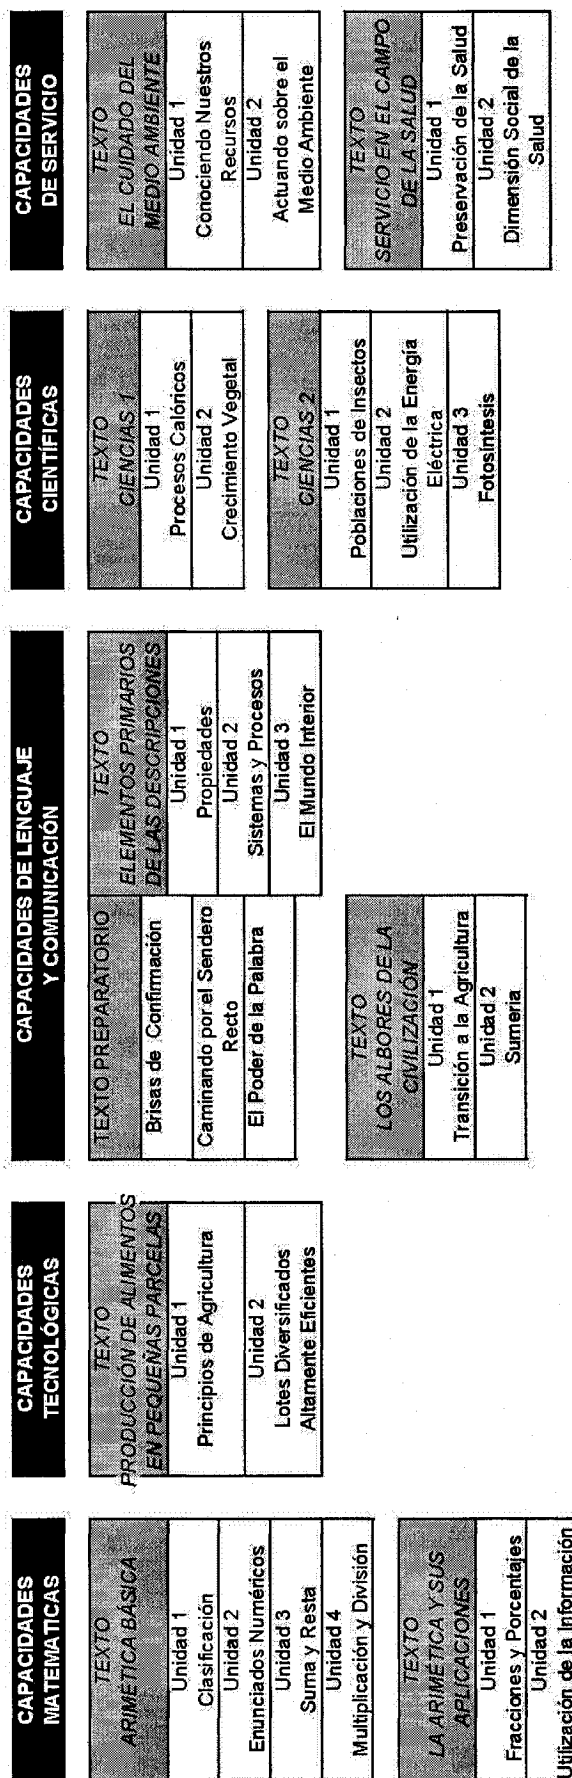 CAPACIDADES
MATEMATICAS
TEXTO
ARIMÉTICA BÁSICA
Unidad 1
Clasificación
Unidad 2
Enunciados Numéricos
Unidad 3
Suma y Resta
Unidad 4
Multiplicación y División
TEXTO
LA ARIMÉTICA Y SUS
APLICACIONES
Unidad 1
Fracciones y Porcentajes
Unidad 2
Utilización de la Información
CAPACIDADES
TECNOLÓGICAS
TEXTO
PRODUCCIÓN DE ALIMENTOS
EN PEQUEÑAS PARCELAS
Unidad 1
Principios de Agricultura
Unidad 2
Lotes Diversificados
Altamente Eficientes
CAPACIDADES DE LENGUAJE
Y COMUNICACIÓN
TEXTO PREPARATORIO
Brisas de Confirmación
Caminando por el Sendero
Recto
El Poder de la Palabra
TEXTO
ELEMENTOS PRIMARIOS
DE LAS DESCRIPCIONES
Unidad 1
Propiedades
Unidad 2
Sistemas y Procesos
Unidad 3
El Mundo Interior
TEXTO
LOS ALBORES DE LA
CIVILIZACIÓN
Unidad 1
Transición a la Agricultura
Unidad 2
Sumeria
CAPACIDADES
CIENTÍFICAS
TEXTO
CIENCIAS 1
Unidad 1
Procesos Calóricos
Unidad 2
Crecimiento Vegetal
TEXTO
CIENCIAS 2
Unidad 1
Poblaciones de Insectos
Unidad 2
Utilización de la Energía
Eléctrica
Unidad 3
Fotosíntesis
CAPACIDADES
DE SERVICIO
TEXTO
EL CUIDADO DEL
MEDIO AMBIENTE
Unidad 1
Conociendo Nuestros
Recursos
Unidad 2
Actuando sobre el
Medio Ambiente
TEXTO
SERVICIO EN EL CAMPO
DE LA SALUD
Unidad 1
Preservación de la Salud
Unidad 2
Dimensión Social de la
Salud